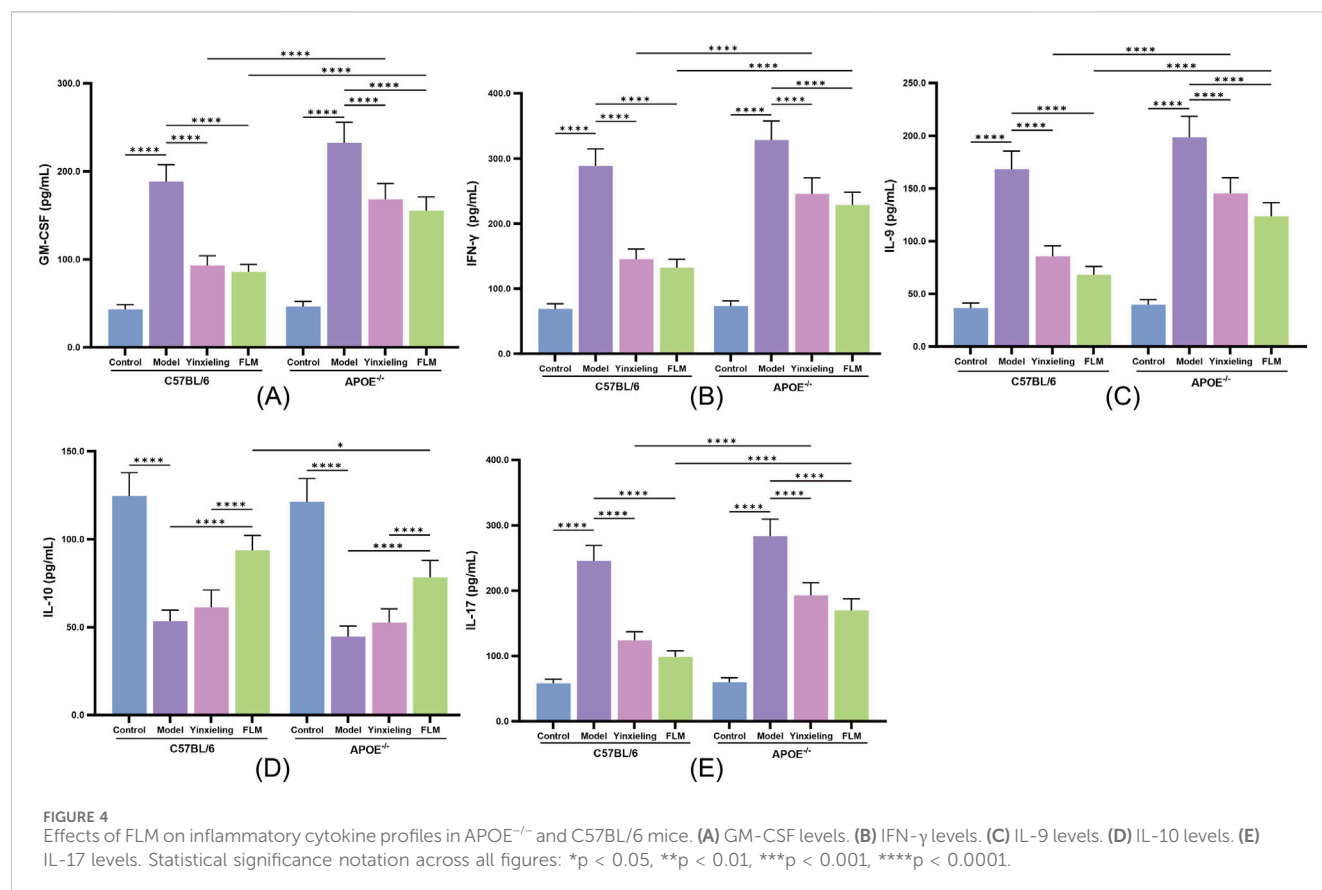 ****
****
****
****
****
****
****
****
300.0
200.0
100.0
0.0
GM-CSF (pg/mL)
Control Model Yinxieling FLM Control Model Yinxieling FLM
C57BL/6 APOE-/-
(A)
****
****
****
****
****
****
****
****
400.0
300.0
200.0
100.0
0.0
IFN-γ (pg/mL)
Control Model Yinxieling FLM Control Model Yinxieling FLM
C57BL/6 APOE-/-
(B)
****
****
****
****
****
****
****
****
250.0
200.0
150.0
100.0
50.0
0.0
IL-9 (pg/mL)
Control Model Yinxieling FLM Control Model Yinxieling FLM
C57BL/6 APOE-/-
(C)
*
****
****
****
****
****
****
150.0
100.0
50.0
0.0
IL-10 (pg/mL)
Control Model Yinxieling FLM Control Model Yinxieling FLM
C57BL/6 APOE-/-
(D)
****
****
****
****
****
****
****
****
400.0
300.0
200.0
100.0
0.0
IL-17 (pg/mL)
Control Model Yinxieling FLM Control Model Yinxieling FLM
C57BL/6 APOE-/-
(E)
FIGURE 4
Effects of FLM on inflammatory cytokine profiles in APOE−/− and C57BL/6 mice. (A) GM-CSF levels. (B) IFN-γ levels. (C) IL-9 levels. (D) IL-10 levels. (E)
IL-17 levels. Statistical significance notation across all figures: *p < 0.05, **p < 0.01, ***p < 0.001, ****p < 0.0001.